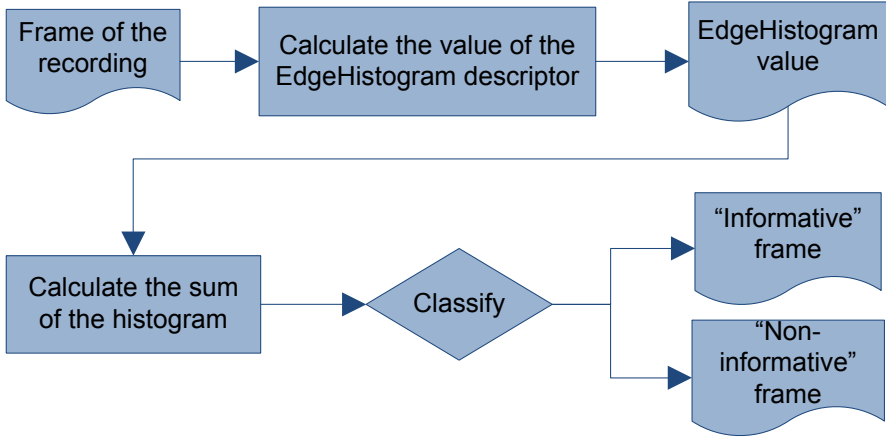 Frame of the
recording
Calculate the value of the
EdgeHistogram descriptor
EdgeHistogram
value
Calculate the sum
of the histogram
Classify
“Informative”
frame
“Non-
informative”
frame